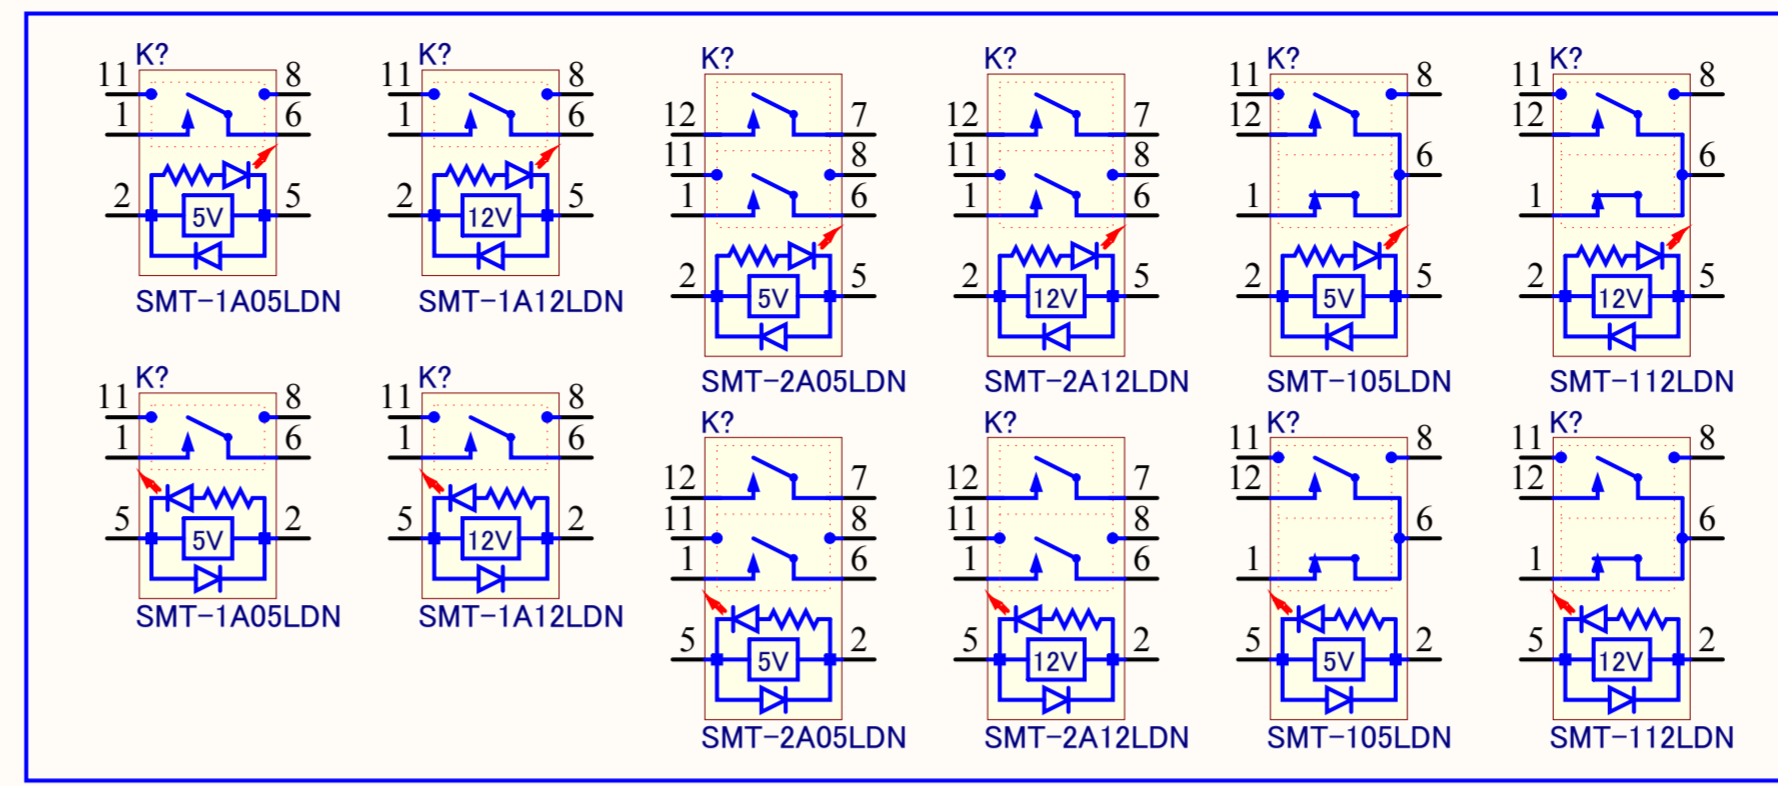 K? K? K? K? K? K?
11 8 11 8 12 7 12 7 11 8 11 8
1 6 1 6 11 8 11 8 12 6 12 6
2 5V 5 2 12V 5 1 6 1 6 1 1
SMT-1A05LDN SMT-1A12LDN 2 5V 5 2 12V 5 2 5V 5 2 12V 5
SMT-2A05LDN SMT-2A12LDN SMT-105LDN SMT-112LDN
K? K? K? K? K? K?
11 8 11 8 12 7 12 7 11 8 11 8
1 6 1 6 11 8 11 8 12 6 12 6
5 5V 2 5 12V 2 1 6 1 6 1 1
SMT-1A05LDN SMT-1A12LDN 5 5V 2 5 12V 2 5 5V 2 5 12V 2
SMT-2A05LDN SMT-2A12LDN SMT-105LDN SMT-112LDN